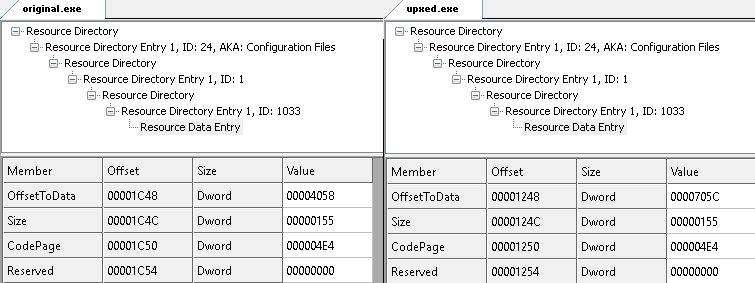 original.exe
Resource Directory
Resource Directory Entry 1, ID: 24, AKA: Configuration Files
Resource Directory
Resource Directory Entry 1, ID: 1
Resource Directory
Resource Directory Entry 1, ID: 1033
Resource Data Entry
Member Offset Size Value
OffsetToData 00001C48 Dword 00004058
Size 00001C4C Dword 00000155
CodePage 00001C50 Dword 000004E4
Reserved 00001C54 Dword 00000000
upxed.exe
Resource Directory
Resource Directory Entry 1, ID: 24, AKA: Configuration Files
Resource Directory
Resource Directory Entry 1, ID: 1
Resource Directory
Resource Directory Entry 1, ID: 1033
Resource Data Entry
Member Offset Size Value
OffsetToData 00001248 Dword 0000705C
Size 0000124C Dword 00000155
CodePage 00001250 Dword 000004E4
Reserved 00001254 Dword 00000000